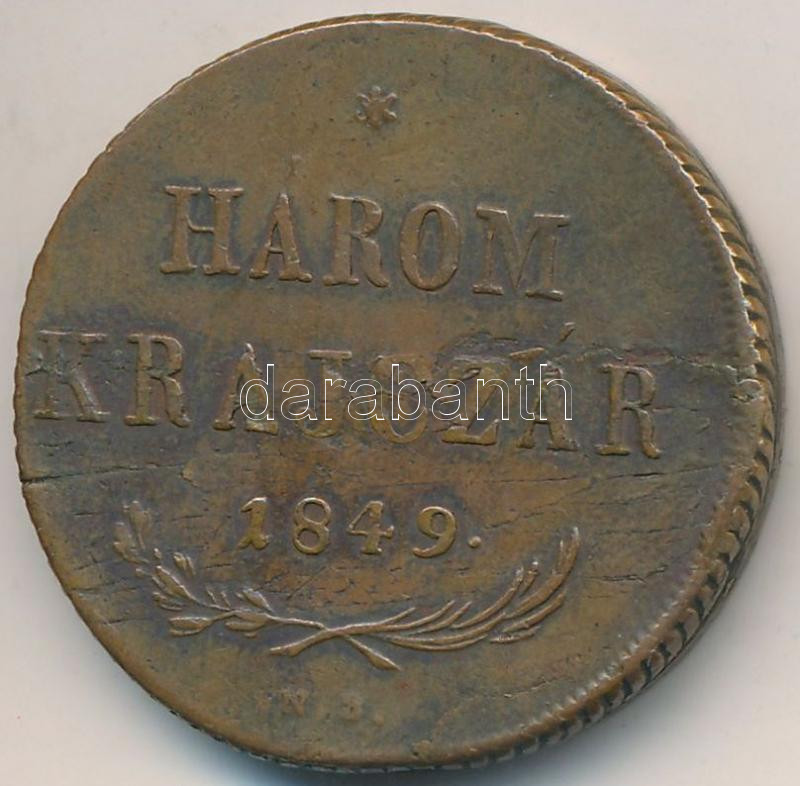 HÁROM
KRAJCZÁR
darabanth
1849.
N.B.